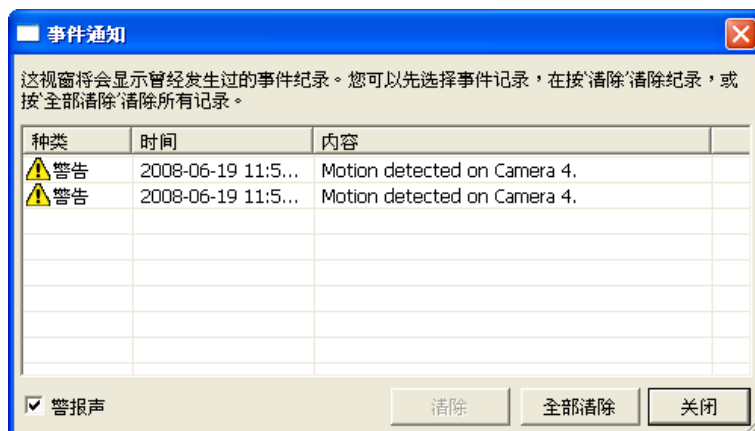 事件通知
这视窗将会显示曾经发生过的事件纪录。您可以先选择事件记录，在按'清除'清除纪录，或
按'全部清除'清除所有记录。
种类 时间 内容
警告 2008-06-19 11:5... Motion detected on Camera 4.
警告 2008-06-19 11:5... Motion detected on Camera 4.
警报声 清除 全部清除 关闭